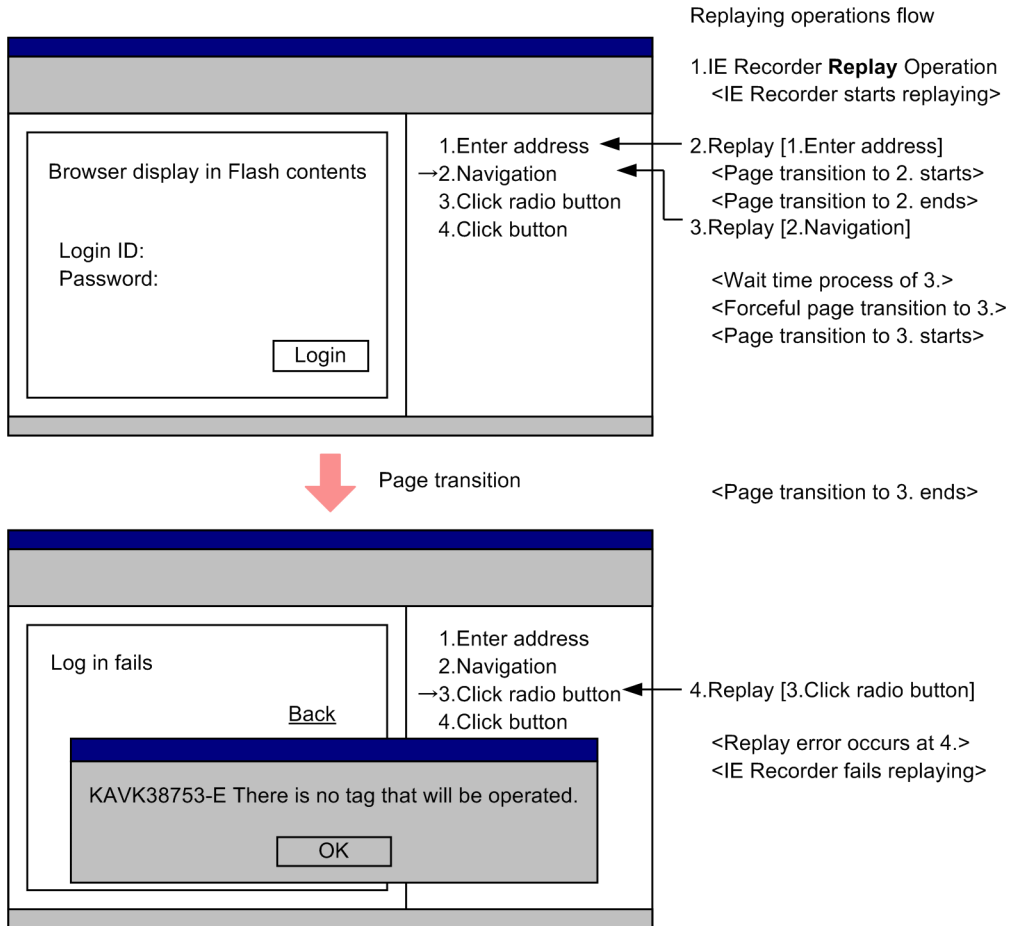 Replaying operations flow
1.IE Recorder Replay Operation
<IE Recorder starts replaying>
Browser display in Flash contents
Login ID:
Password:
Login
1.Enter address
→2.Navigation
3.Click radio button
4.Click button
2.Replay [1.Enter address]
<Page transition to 2. starts>
<Page transition to 2. ends>
3.Replay [2.Navigation]
<Wait time process of 3.>
<Forceful page transition to 3.>
<Page transition to 3. starts>
Page transition
<Page transition to 3. ends>
Log in fails
Back
1.Enter address
2.Navigation
→3.Click radio button
4.Click button
4.Replay [3.Click radio button]
<Replay error occurs at 4.>
<IE Recorder fails replaying>
KAVK38753-E There is no tag that will be operated.
OK